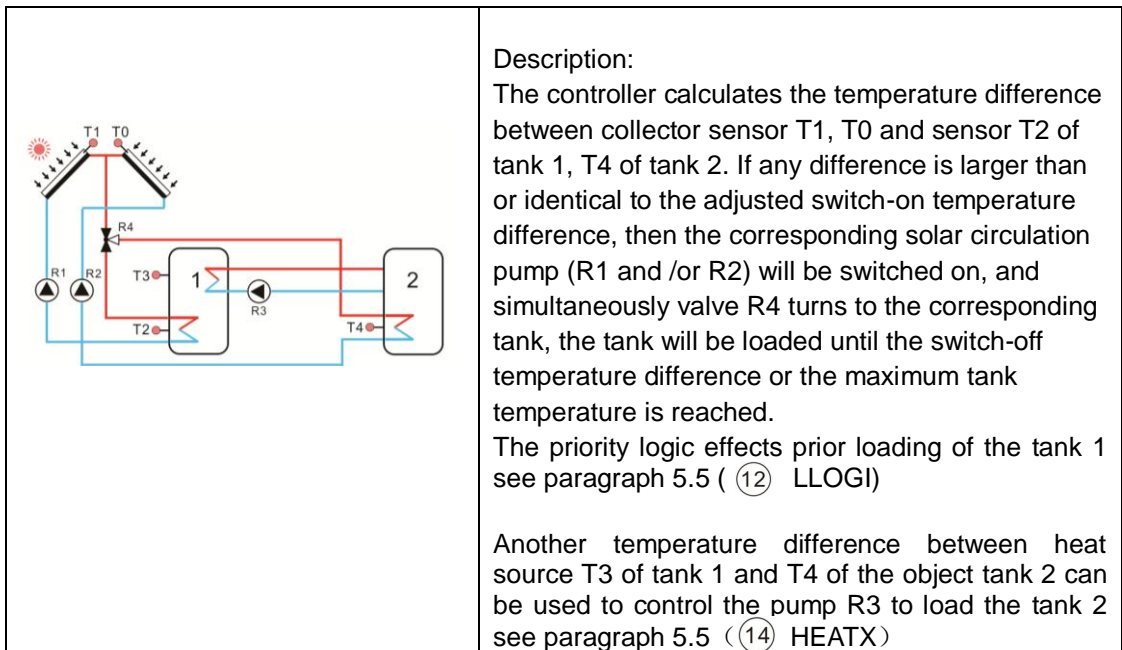 T1 T0
R4
R1 R2
T3 1 2
R3
T2 T4
Description:
The controller calculates the temperature difference
between collector sensor T1, T0 and sensor T2 of
tank 1, T4 of tank 2. If any difference is larger than
or identical to the adjusted switch-on temperature
difference, then the corresponding solar circulation
pump (R1 and /or R2) will be switched on, and
simultaneously valve R4 turns to the corresponding
tank, the tank will be loaded until the switch-off
temperature difference or the maximum tank
temperature is reached.
The priority logic effects prior loading of the tank 1
see paragraph 5.5 ( ⑫ LLOGI)
Another temperature difference between heat
source T3 of tank 1 and T4 of the object tank 2 can
be used to control the pump R3 to load the tank 2
see paragraph 5.5 （⑭ HEATX）